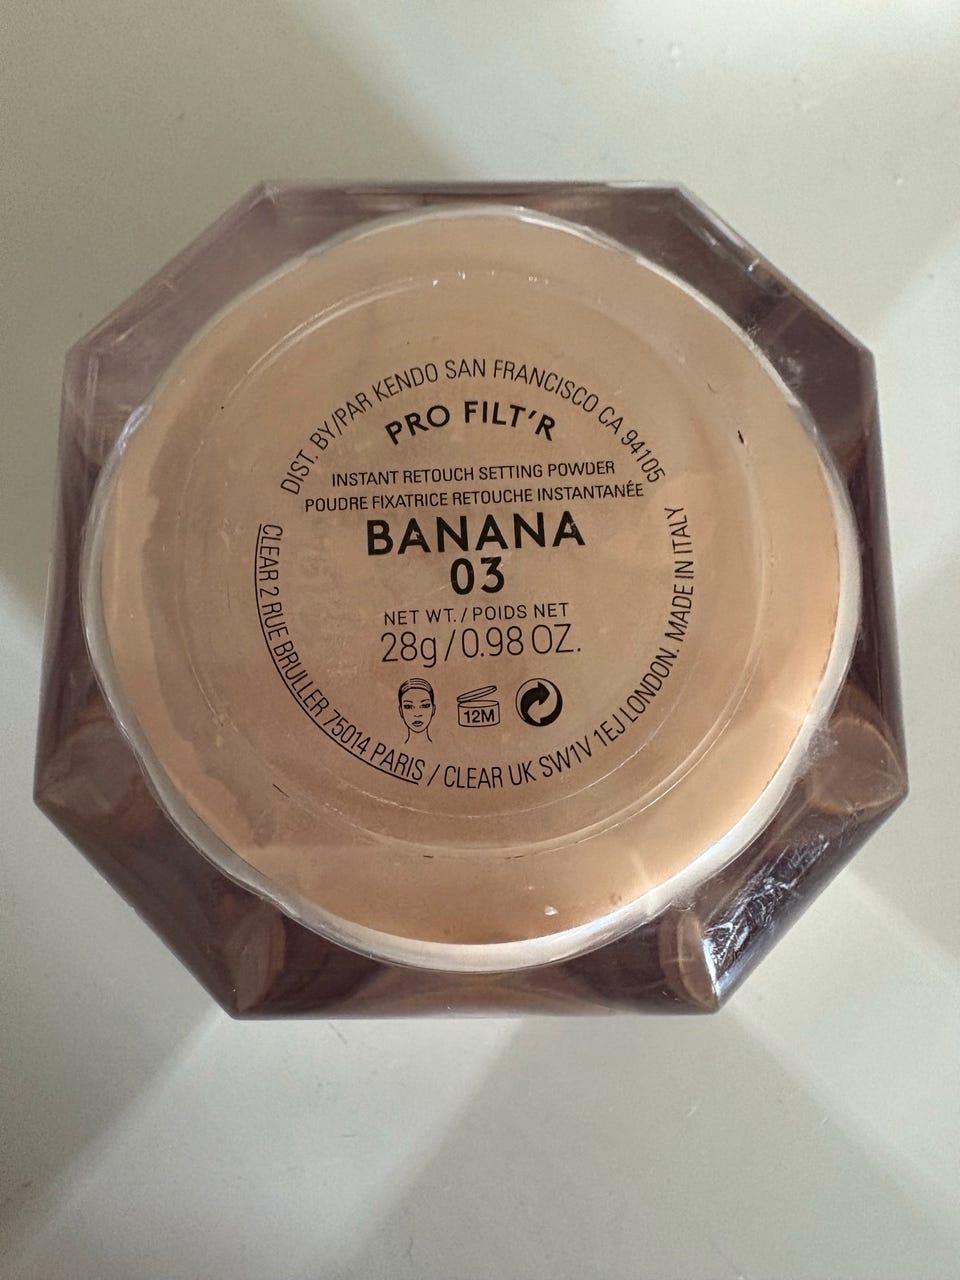 DIST. BY/PAR KENDO SAN FRANCISCO CA 94105
PRO FILT'R
INSTANT RETOUCH SETTING POWDER
POUDRE FIXATRICE RETOUCHE INSTANTANÉE
BANANA
03
NET WT. / POIDS NET
28g / 0.98 OZ.
12M
CLEAR 2 RUE BRULLER 75014 PARIS / CLEAR UK SW1V 1EJ LONDON. MADE IN ITALY